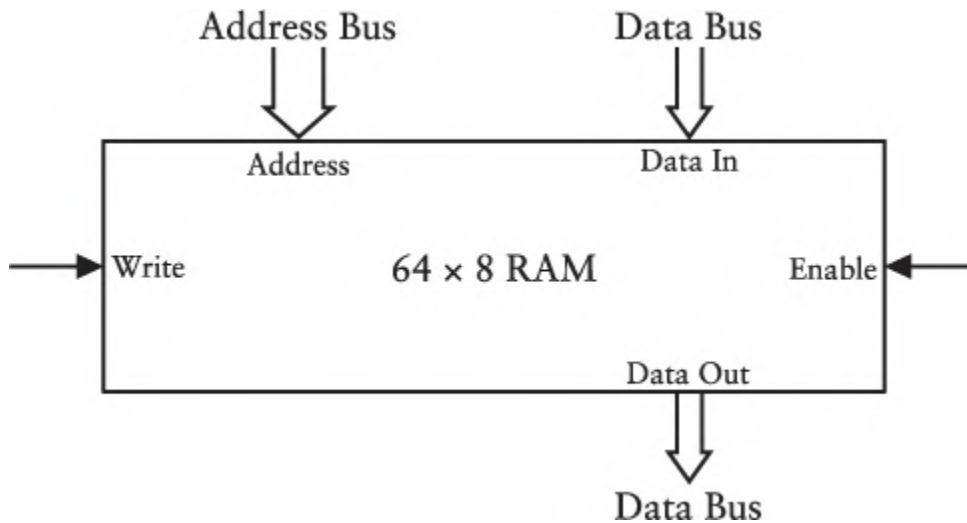 Address Bus
Data Bus
Address
Data In
Write
64 × 8 RAM
Enable
Data Out
Data Bus